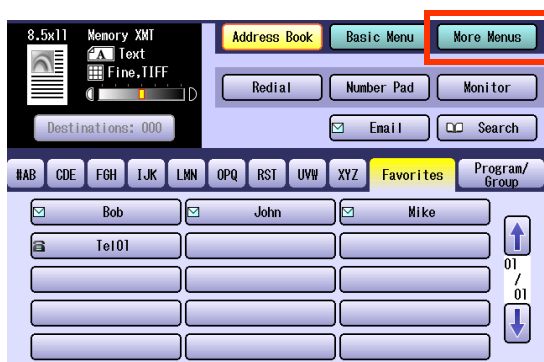 8.5x11 Memory XMT
A Text
Fine,TIFF
D
Destinations: 000
Address Book Basic Menu More Menus
Redial Number Pad Monitor
Email Search
#AB CDE FGH IJK LMN OPQ RST UVW XYZ Favorites Program/
Group
Bob John Mike
Tel01
01
/
01